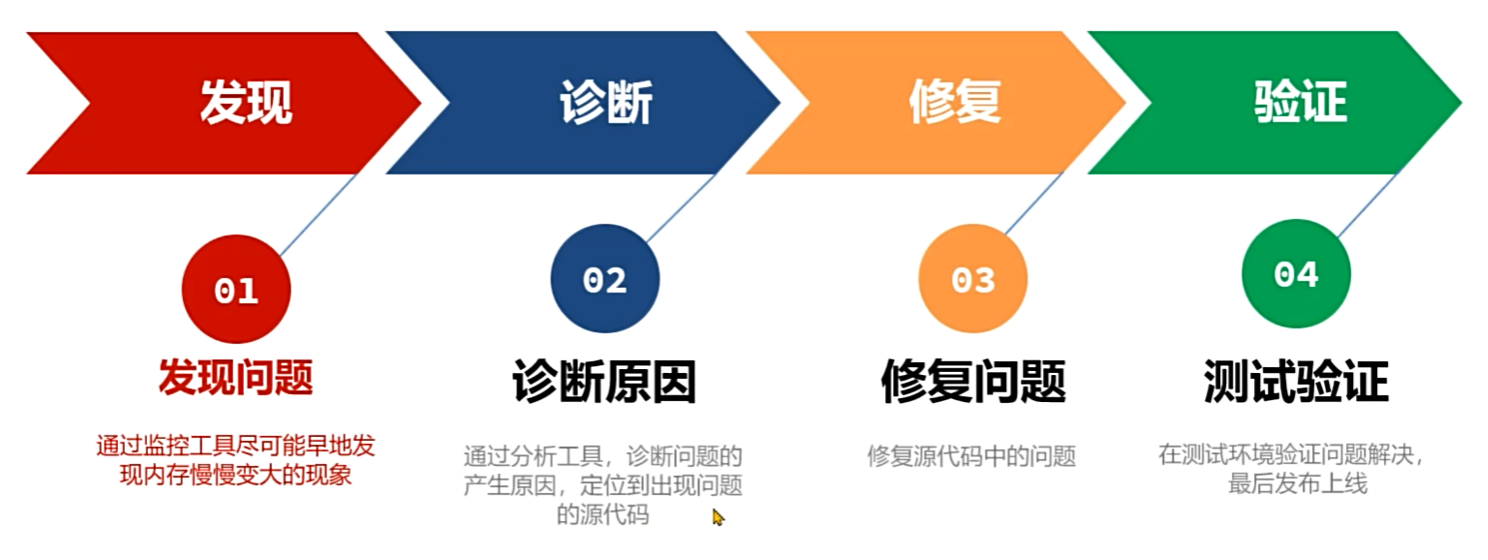 发现
诊断
修复
验证
01
02
03
04
发现问题
诊断原因
修复问题
测试验证
通过监控工具尽可能早地发
现内存慢慢变大的现象
通过分析工具，诊断问题的
产生原因，定位到出现问题
的源代码
修复源代码中的问题
在测试环境验证问题解决，
最后发布上线